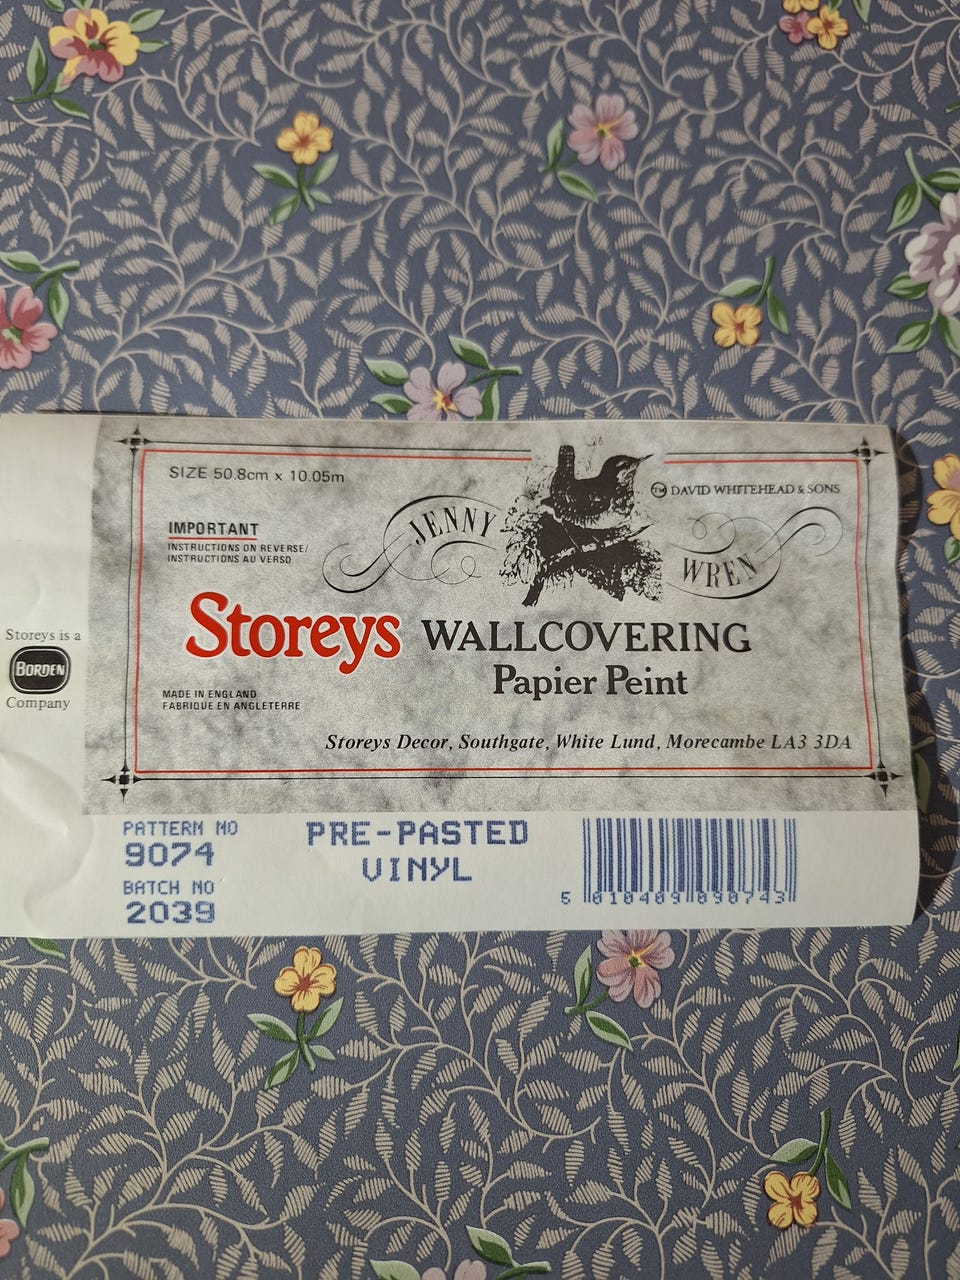 SIZE 50.8cm x 10.05m
TM DAVID WHITEHEAD & SONS
JENNY
WREN
IMPORTANT
INSTRUCTIONS ON REVERSE/
INSTRUCTIONS AU VERSO
Storeys WALLCOVERING
Papier Peint
Storeys is a
BORDEN
Company
MADE IN ENGLAND
FABRIQUE EN ANGLETERRE
Storeys Decor, Southgate, White Lund, Morecambe LA3 3DA
PATTERN NO
9074
BATCH NO
2039
PRE-PASTED
VINYL
5 010409 090743